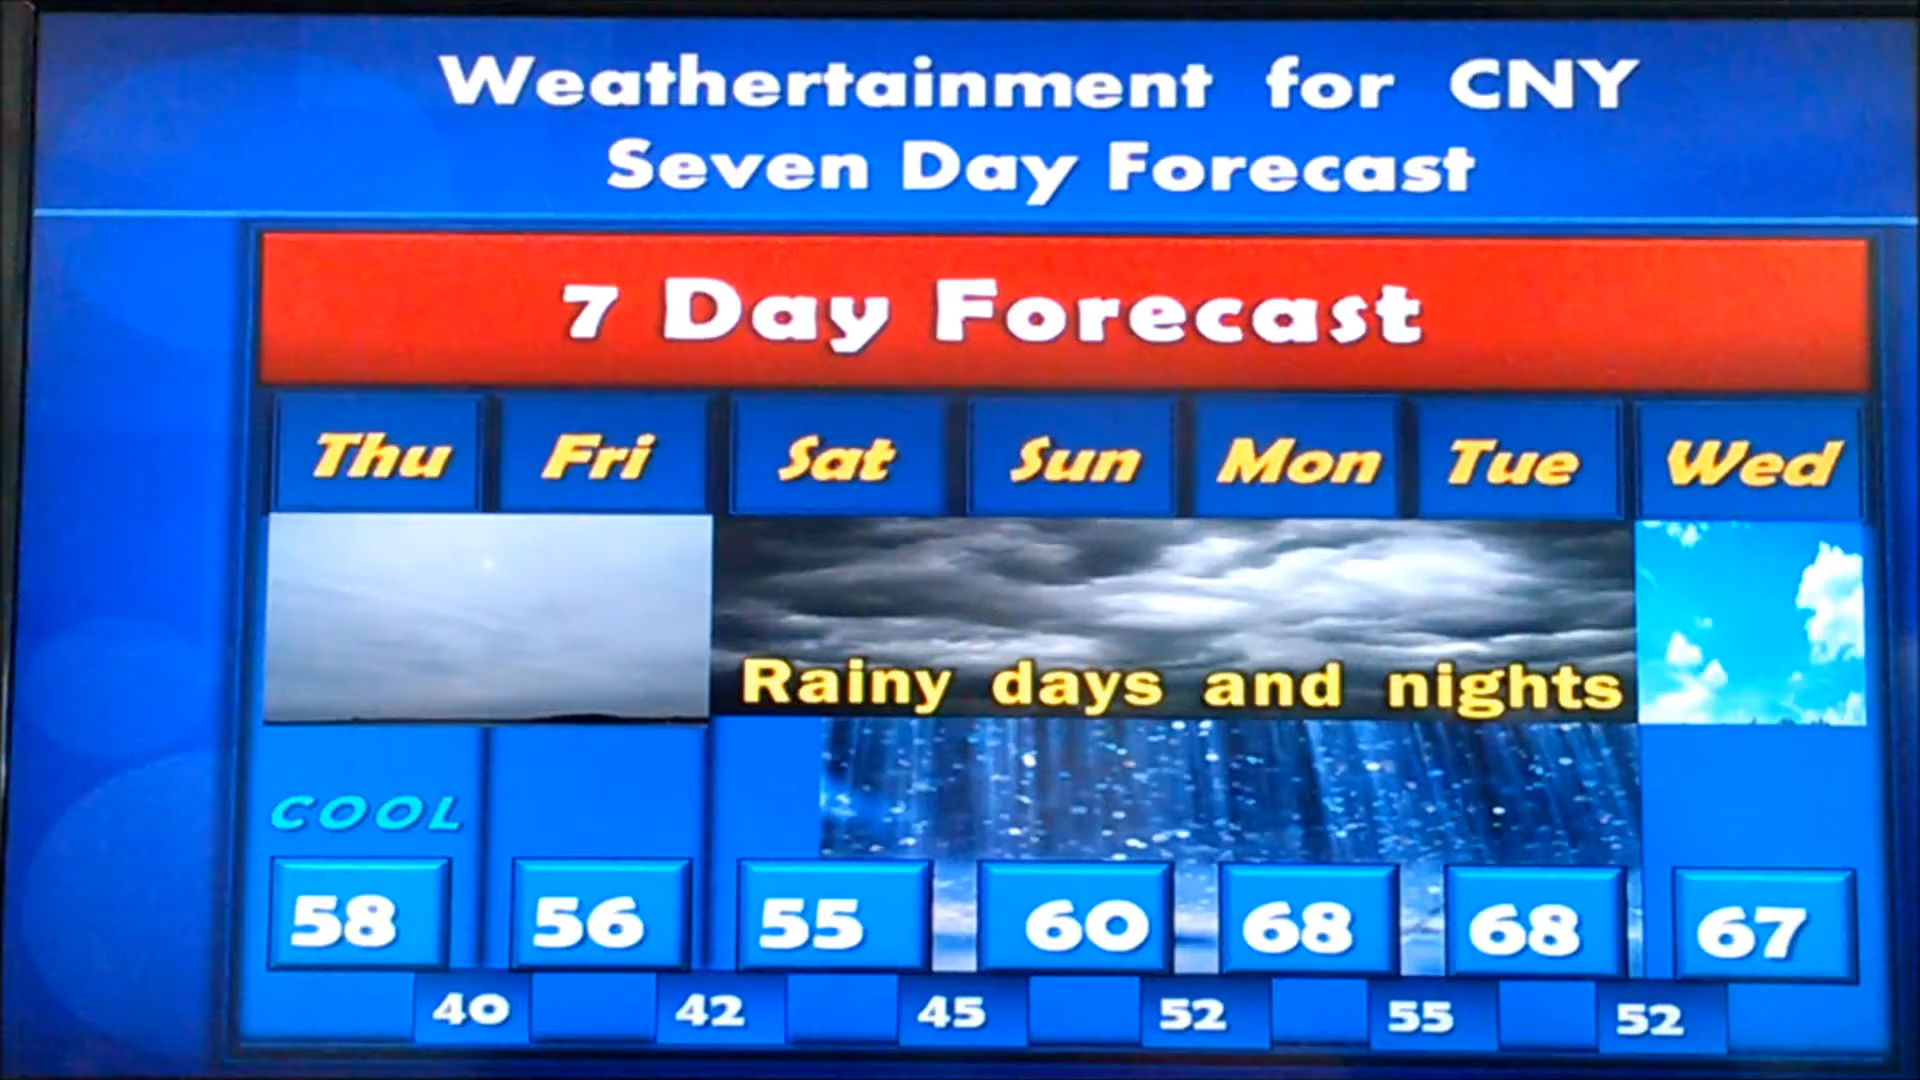 Weathertainment for CNY
Seven Day Forecast
7 Day Forecast
Thu Fri Sat Sun Mon Tue Wed
Rainy days and nights
COOL
58 56 55 60 68 68 67
40 42 45 52 55 52